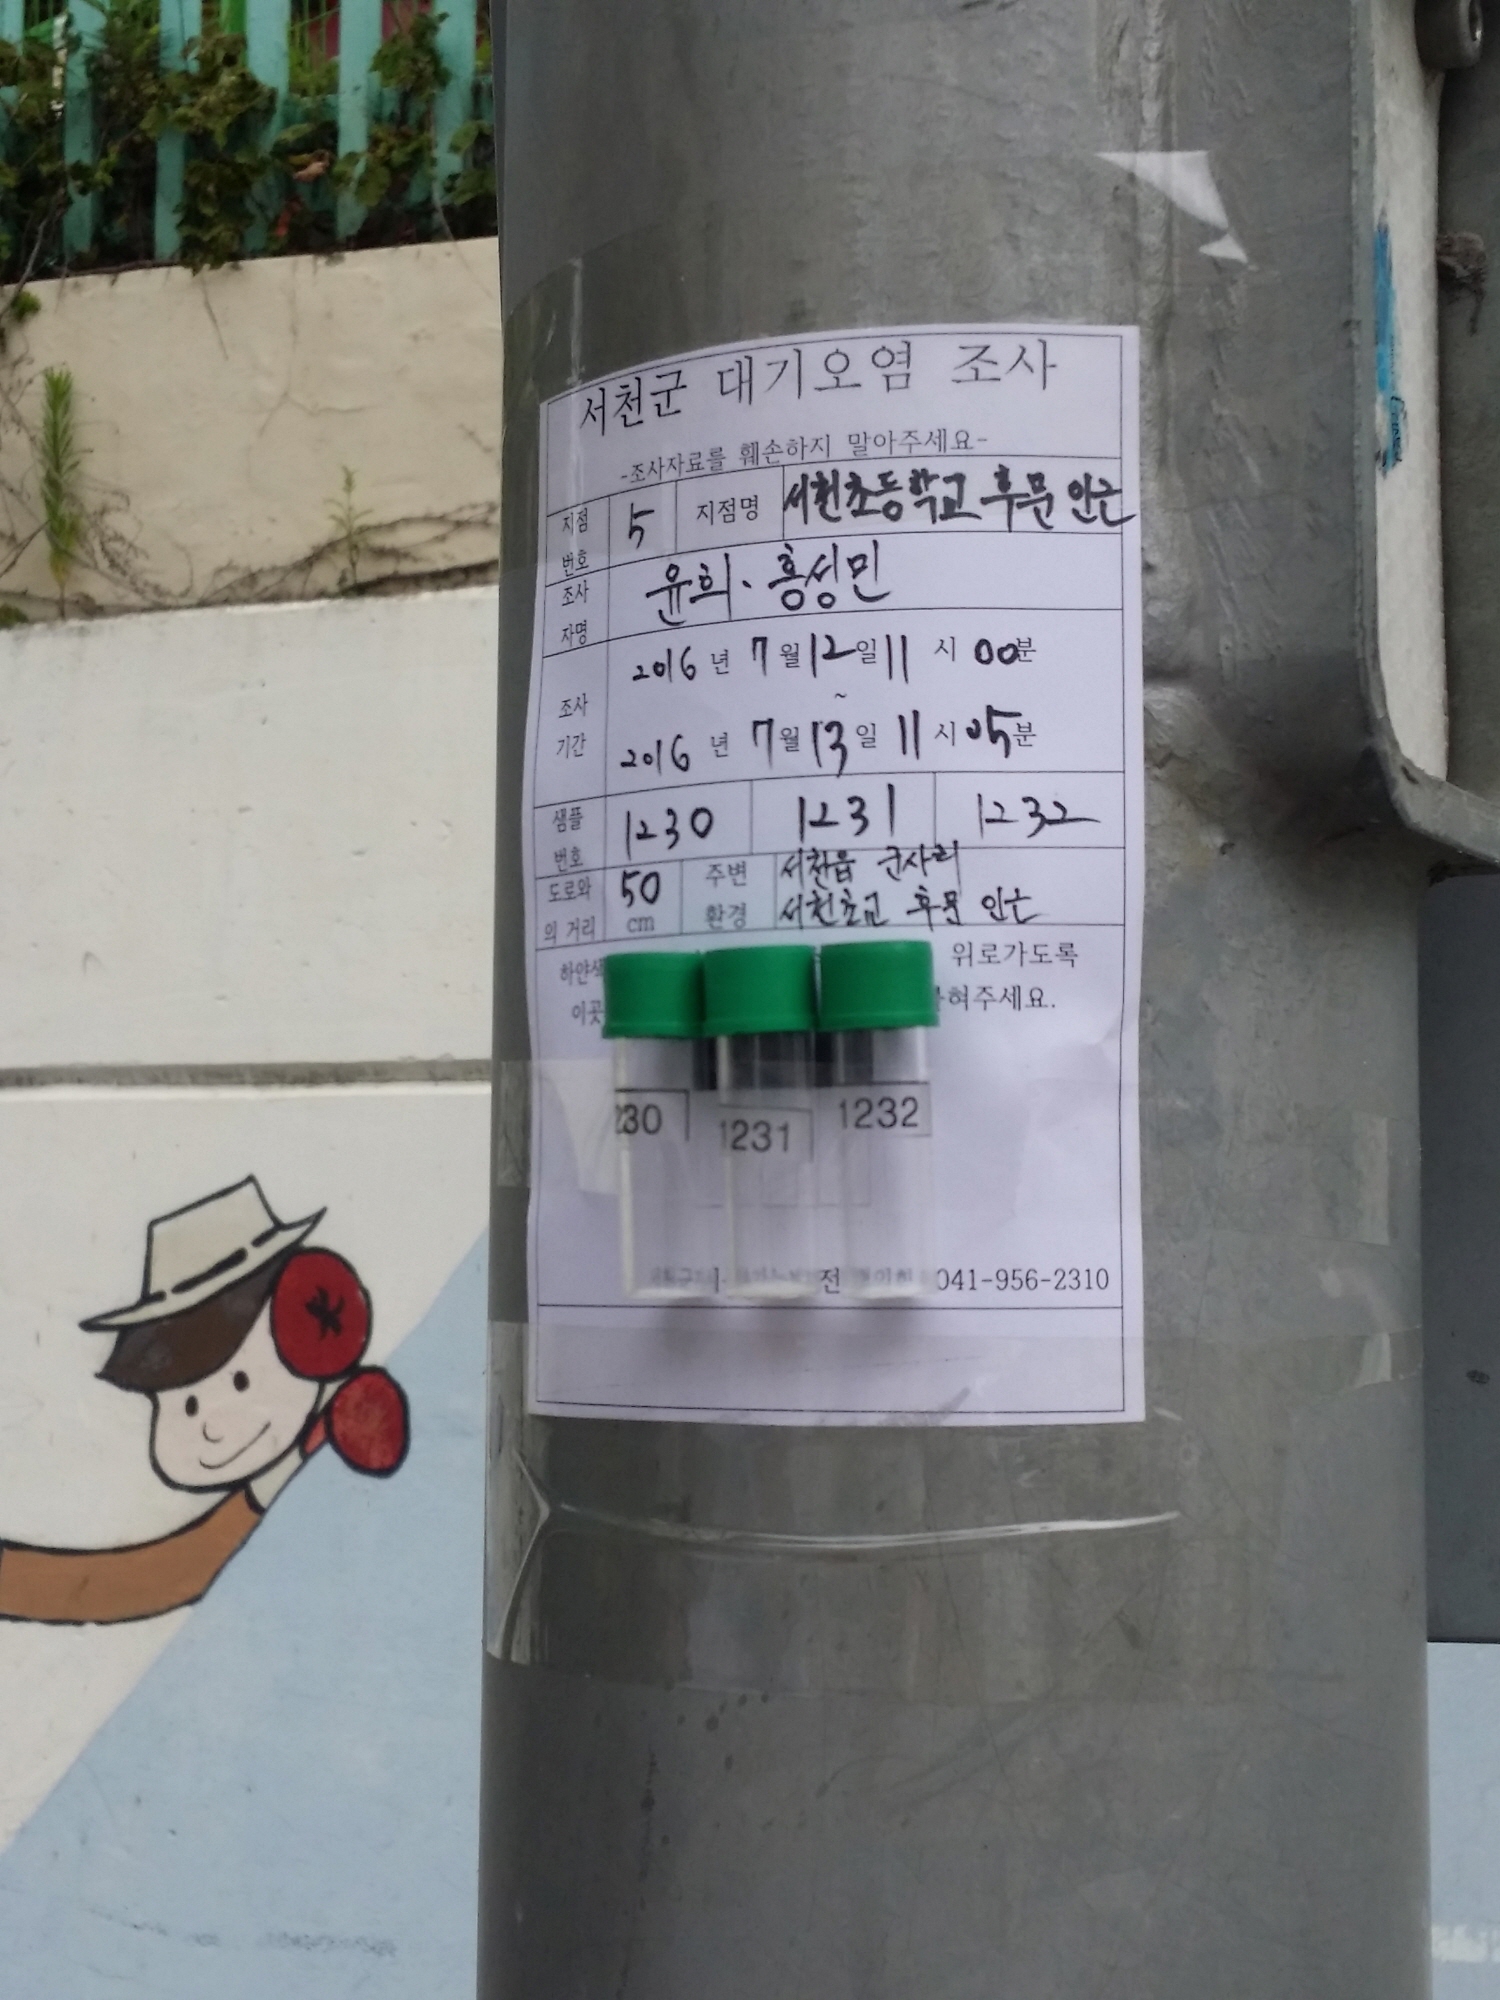 서천군 대기오염 조사
-조사자료를 훼손하지 말아주세요-
지점 번호 5 지점명 서천초등학교 후문 인근
조사 자명 윤희·홍성민
조사 기간 2016 년 7 월 12 일 11 시 00 분
~
2016 년 7 월 13 일 11 시 05 분
샘플 번호 1230 1231 1232
도로와 의 거리 50 cm 주변 환경 서천읍 군사리
서천초교 후문 인근
하얀색 위로가도록
이곳
1232
1231
230
041-956-2310